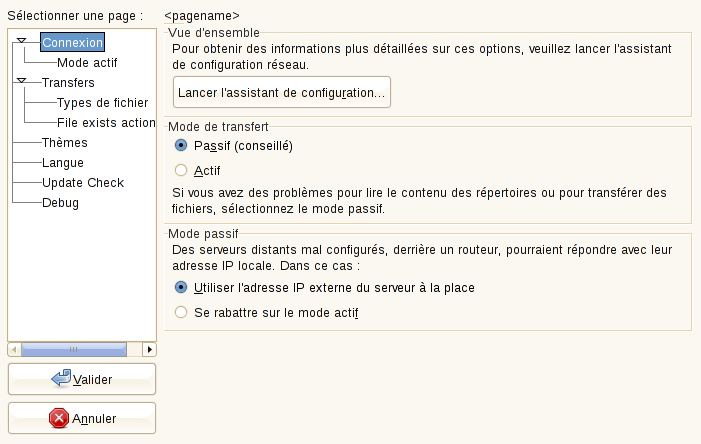 Sélectionner une page :
Connexion
Mode actif
Transfers
Types de fichier
File exists action
Thèmes
Langue
Update Check
Debug
Valider
Annuler
<pagename>
Vue d'ensemble
Pour obtenir des informations plus détaillées sur ces options, veuillez lancer l'assistant
de configuration réseau.
Lancer l'assistant de configuration...
Mode de transfert
Passif (conseillé)
Actif
Si vous avez des problèmes pour lire le contenu des répertoires ou pour transférer des
fichiers, sélectionnez le mode passif.
Mode passif
Des serveurs distants mal configurés, derrière un routeur, pourraient répondre avec leur
adresse IP locale. Dans ce cas :
Utiliser l'adresse IP externe du serveur à la place
Se rabattre sur le mode actif